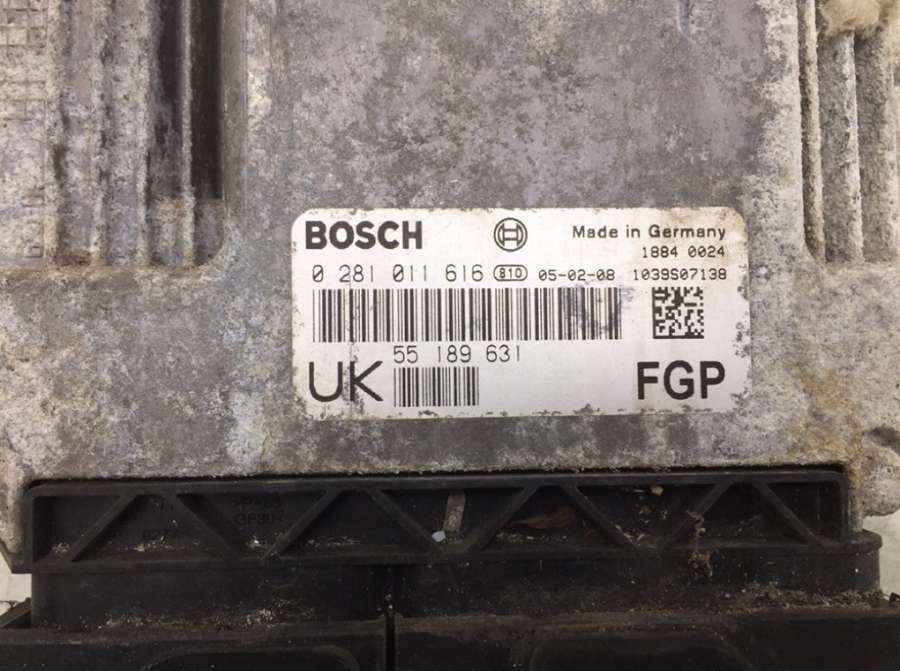 BOSCH
Made in Germany
1884 0024
0 281 011 616 810 05-02-08 1039S07138
55 189 631
UK
FGP